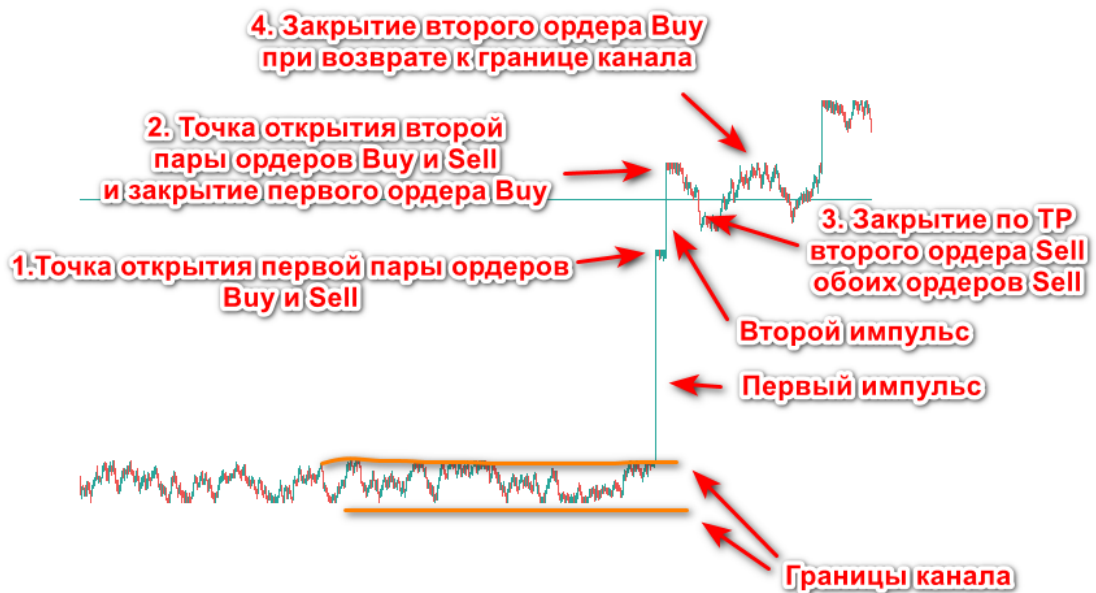 4. Закрытие второго ордера Buy
при возврате к границе канала
2. Точка открытия второй
пары ордеров Buy и Sell
и закрытие первого ордера Buy
1.Точка открытия первой пары ордеров
Buy и Sell
3. Закрытие по TP
второго ордера Sell
обоих ордеров Sell
Второй импульс
Первый импульс
Границы канала